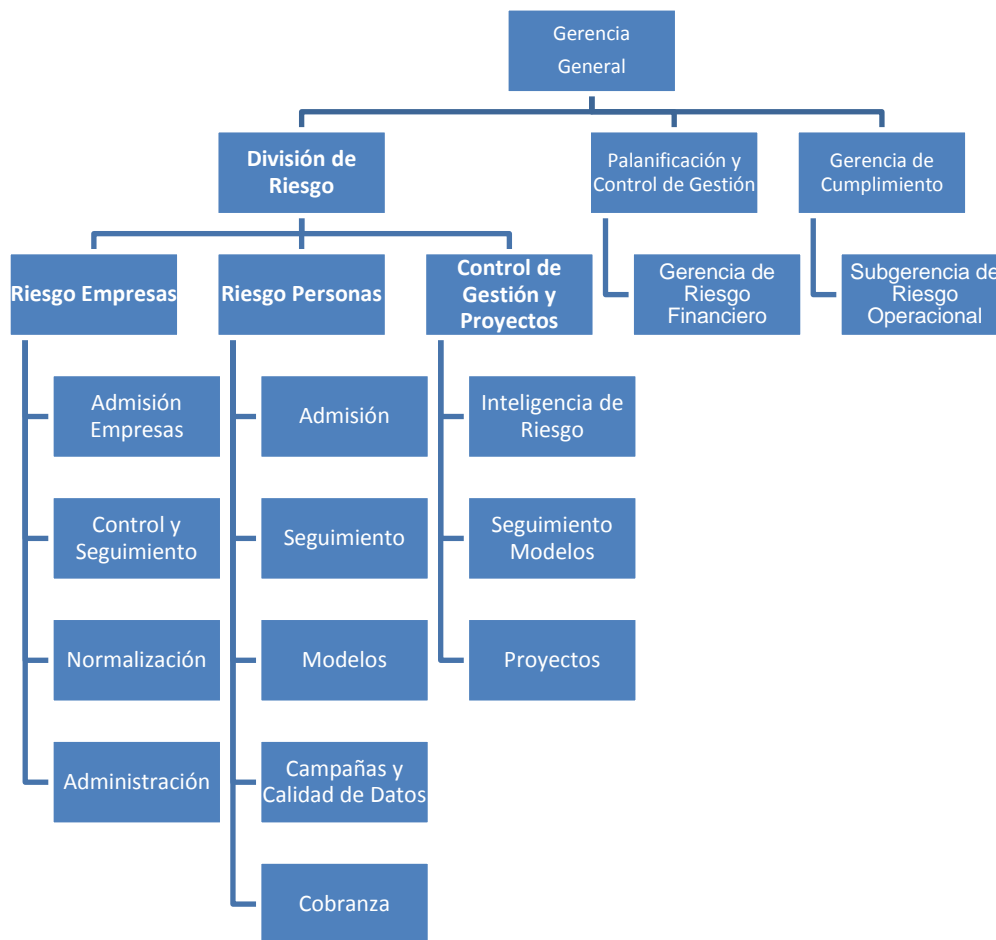 Gerencia
General
División de
Riesgo
Palanificación y
Control de Gestión
Gerencia de
Cumplimiento
Riesgo Empresas
Riesgo Personas
Control de
Gestión y
Proyectos
Gerencia de
Riesgo
Financiero
Subgerencia de
Riesgo
Operacional
Admisión
Empresas
Admisión
Inteligencia de
Riesgo
Control y
Seguimiento
Seguimiento
Seguimiento
Modelos
Normalización
Modelos
Proyectos
Administración
Campañas y
Calidad de Datos
Cobranza